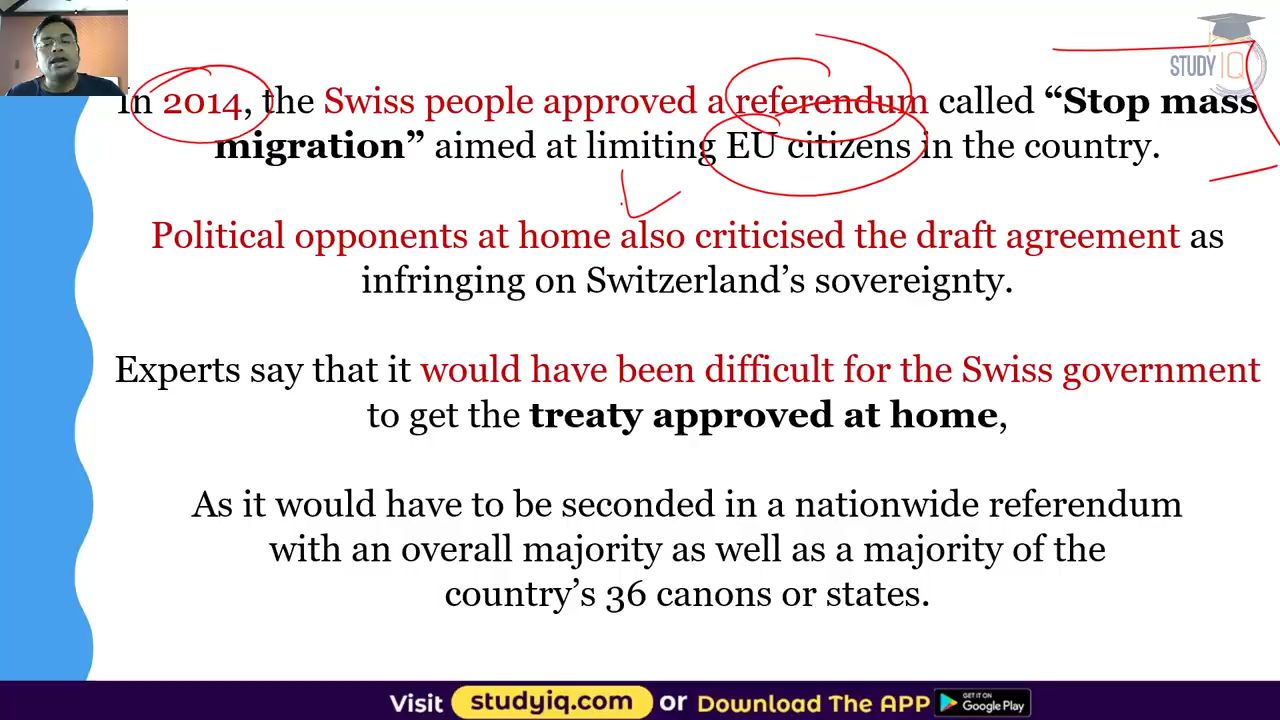 STUDY IQ
In 2014, the Swiss people approved a referendum called “Stop mass
migration” aimed at limiting EU citizens in the country.
Political opponents at home also criticised the draft agreement as
infringing on Switzerland’s sovereignty.
Experts say that it would have been difficult for the Swiss government
to get the treaty approved at home,
As it would have to be seconded in a nationwide referendum
with an overall majority as well as a majority of the
country’s 36 canons or states.
Visit studyiq.com or Download The APP GET IT ON Google Play